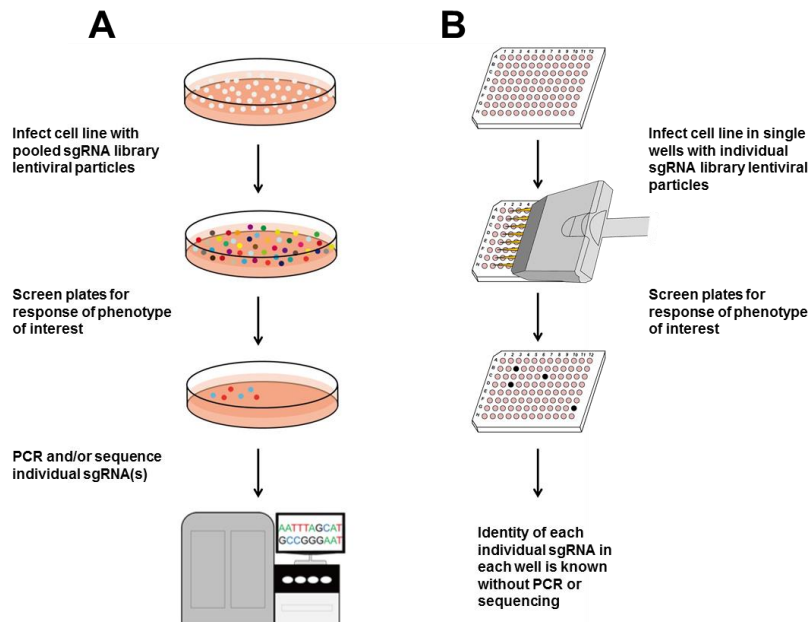 A
Infect cell line with
pooled sgRNA library
lentiviral particles
Screen plates for
response of phenotype
of interest
PCR and/or sequence
individual sgRNA(s)
AATTTAGCAT
GCCGGGAAT
B
Infect cell line in single
wells with individual
sgRNA library lentiviral
particles
Screen plates for
response of phenotype
of interest
Identity of each
individual sgRNA in
each well is known
without PCR or
sequencing